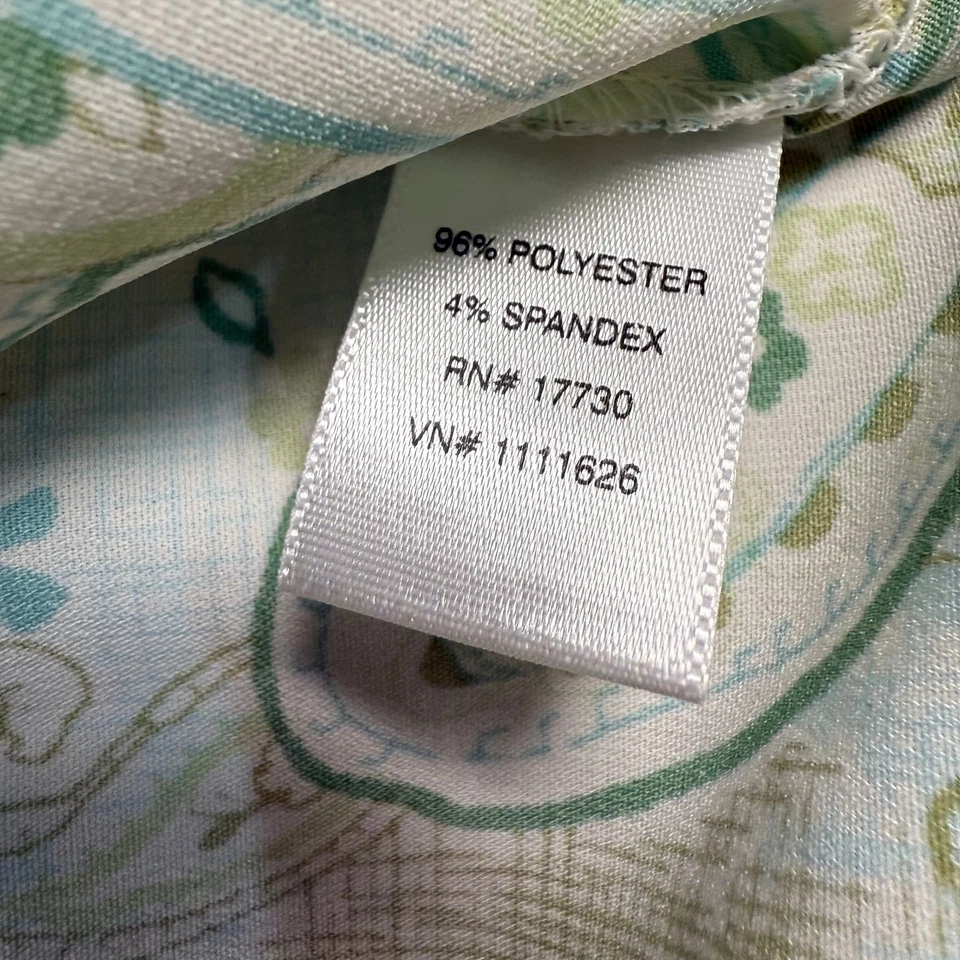 96% POLYESTER
4% SPANDEX
RN# 17730
VN# 1111626